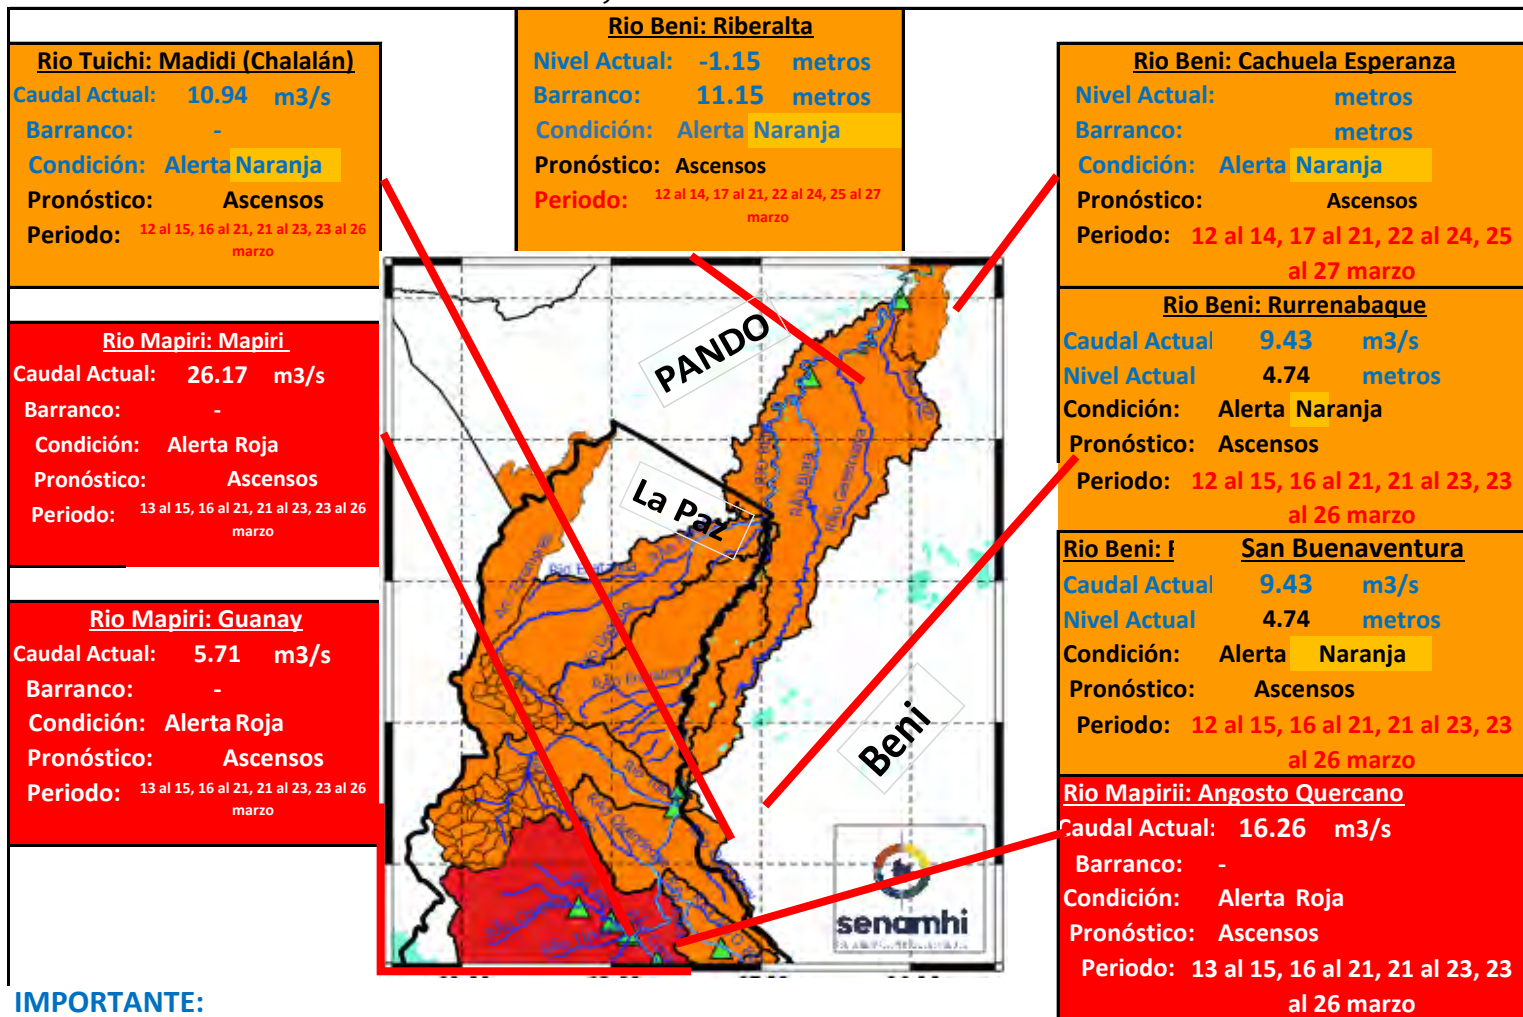 Rio Tuichi: Madidi (Chalalán)
Caudal Actual: 10.94 m3/s
Barranco: -
Condición: Alerta Naranja
Pronóstico: Ascensos
Periodo: 12 al 15, 16 al 21, 21 al 23, 23 al 26
marzo
Rio Mapiri: Mapiri
Caudal Actual: 26.17 m3/s
Barranco: -
Condición: Alerta Roja
Pronóstico: Ascensos
Periodo: 13 al 15, 16 al 21, 21 al 23, 23 al 26
marzo
Rio Mapiri: Guanay
Caudal Actual: 5.71 m3/s
Barranco: -
Condición: Alerta Roja
Pronóstico: Ascensos
Periodo: 13 al 15, 16 al 21, 21 al 23, 23 al 26
marzo
Rio Beni: Riberalta
Nivel Actual: -1.15 metros
Barranco: 11.15 metros
Condición: Alerta Naranja
Pronóstico: Ascensos
Periodo: 12 al 14, 17 al 21, 22 al 24, 25 al 27
marzo
PANDO
La Paz
Beni
senamhi
Rio Beni: Cachuela Esperanza
Nivel Actual: metros
Barranco: metros
Condición: Alerta Naranja
Pronóstico: Ascensos
Periodo: 12 al 14, 17 al 21, 22 al 24, 25
al 27 marzo
Rio Beni: Rurrenabaque
Caudal Actual 9.43 m3/s
Nivel Actual 4.74 metros
Condición: Alerta Naranja
Pronóstico: Ascensos
Periodo: 12 al 15, 16 al 21, 21 al 23, 23
al 26 marzo
Rio Beni: San Buenaventura
Caudal Actual 9.43 m3/s
Nivel Actual 4.74 metros
Condición: Alerta Naranja
Pronóstico: Ascensos
Periodo: 12 al 15, 16 al 21, 21 al 23, 23
al 26 marzo
Rio Mapirii: Angosto Quercano
Caudal Actual: 16.26 m3/s
Barranco: -
Condición: Alerta Roja
Pronóstico: Ascensos
Periodo: 13 al 15, 16 al 21, 21 al 23, 23
al 26 marzo
IMPORTANTE: